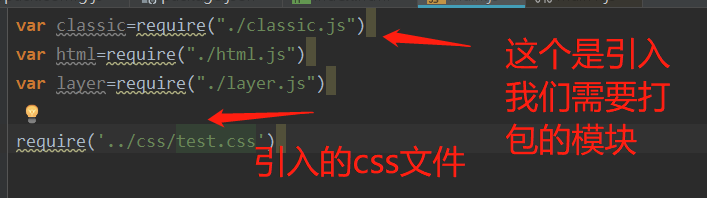 var classic=require("./classic.js")
var html=require("./html.js")
var layer=require("./layer.js")
require('../css/test.css')
这个是引入
我们需要打
包的模块
引入的css文件